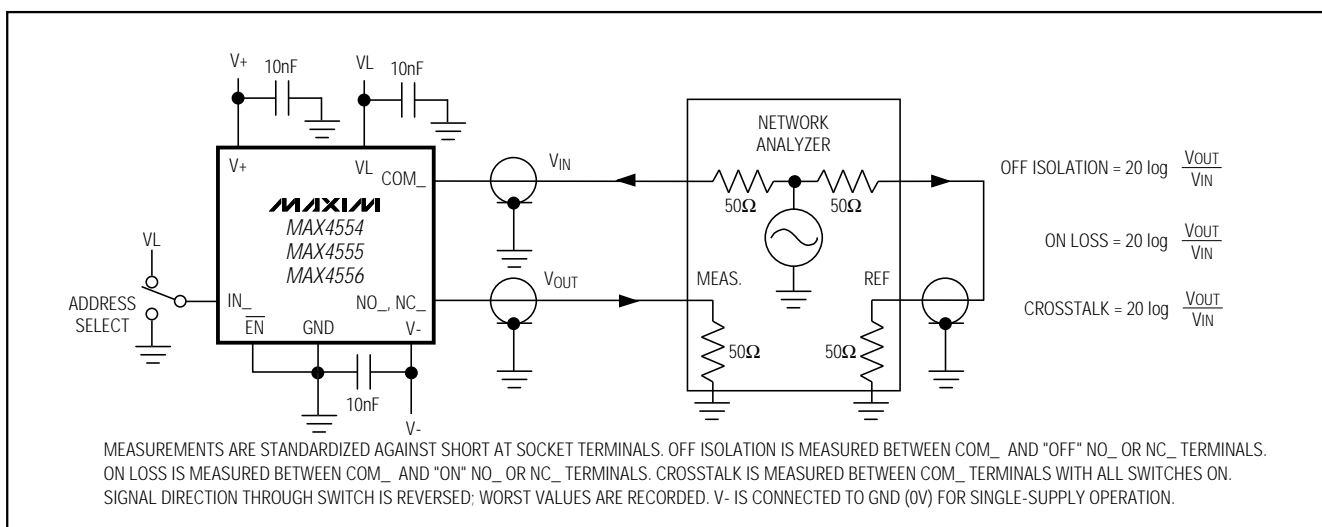 V+
10nF
VL
10nF
V+
VL
COM_
MAXIM
MAX4554
MAX4555
MAX4556
VL
ADDRESS
SELECT
IN_
NO_, NC_
EN
GND
V-
10nF
V-
VIN
VOUT
NETWORK
ANALYZER
50Ω
50Ω
MEAS.
REF
50Ω
50Ω
OFF ISOLATION = 20 log VOUT
VIN
ON LOSS = 20 log VOUT
VIN
CROSSTALK = 20 log VOUT
VIN
MEASUREMENTS ARE STANDARDIZED AGAINST SHORT AT SOCKET TERMINALS. OFF ISOLATION IS MEASURED BETWEEN COM_ AND "OFF" NO_ OR NC_ TERMINALS.
ON LOSS IS MEASURED BETWEEN COM_ AND "ON" NO_ OR NC_ TERMINALS. CROSSTALK IS MEASURED BETWEEN COM_ TERMINALS WITH ALL SWITCHES ON.
SIGNAL DIRECTION THROUGH SWITCH IS REVERSED; WORST VALUES ARE RECORDED. V- IS CONNECTED TO GND (0V) FOR SINGLE-SUPPLY OPERATION.